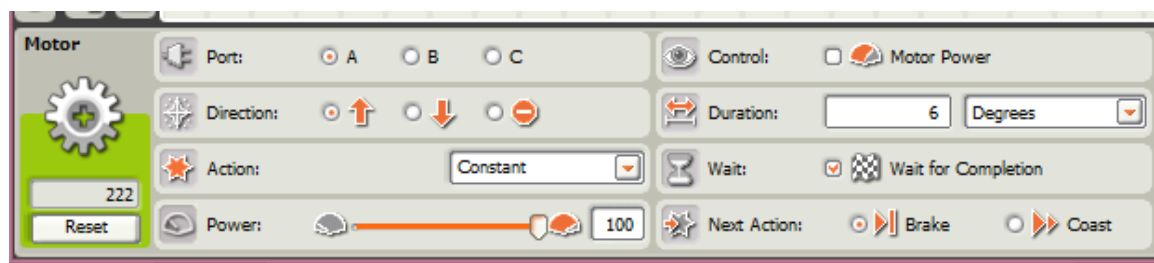 Motor
222
Reset
Port: A B C
Direction:
Action: Constant
Power: 100
Control: Motor Power
Duration: 6 Degrees
Wait: Wait for Completion
Next Action: Brake Coast